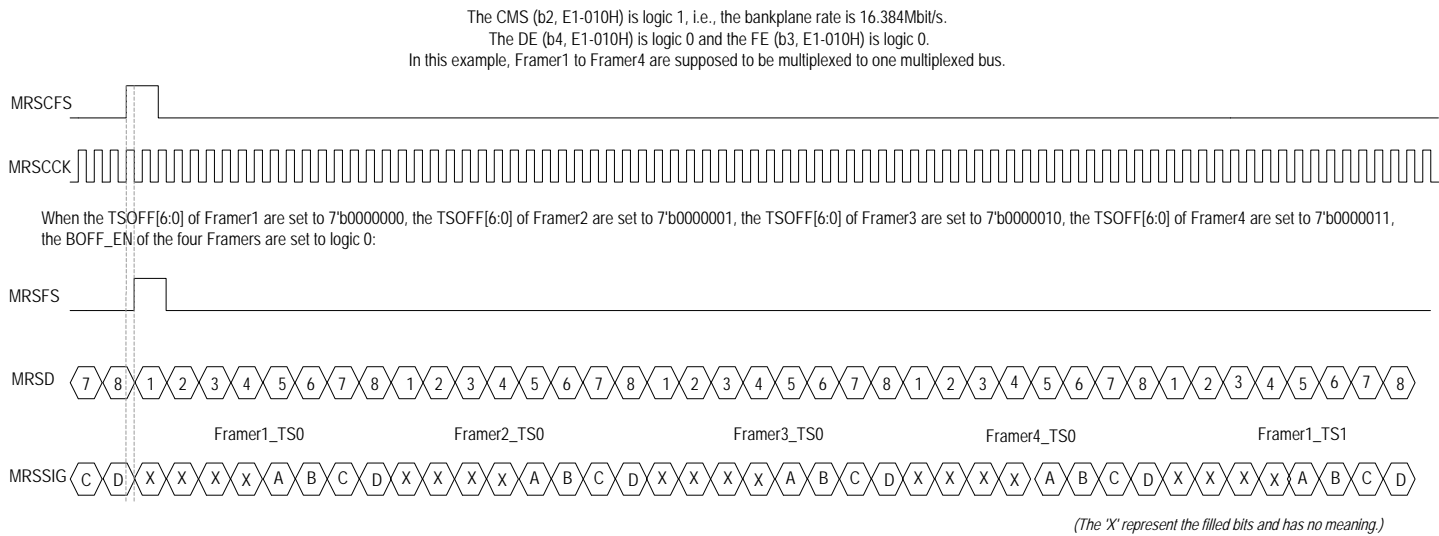 The CMS (b2, E1-010H) is logic 1, i.e., the bankplane rate is 16.384Mbit/s.
The DE (b4, E1-010H) is logic 0 and the FE (b3, E1-010H) is logic 0.
In this example, Framer1 to Framer4 are supposed to be multiplexed to one multiplexed bus.
MRSCFS
MRSCCK
When the TSOFF[6:0] of Framer1 are set to 7'b0000000, the TSOFF[6:0] of Framer2 are set to 7'b0000001, the TSOFF[6:0] of Framer3 are set to 7'b0000010, the TSOFF[6:0] of Framer4 are set to 7'b0000011,
the BOFF_EN of the four Framers are set to logic 0:
MRSFS
MRSD 7 8 1 2 3 4 5 6 7 8 1 2 3 4 5 6 7 8 1 2 3 4 5 6 7 8 1 2 3 4 5 6 7 8 1 2 3 4 5 6 7 8
Framer1_TS0 Framer2_TS0 Framer3_TS0 Framer4_TS0 Framer1_TS1
MRSSIG C D X X X X A B C D X X X X A B C D X X X X A B C D X X X X A B C D X X X X A B C D
(The 'X' represent the filled bits and has no meaning.)